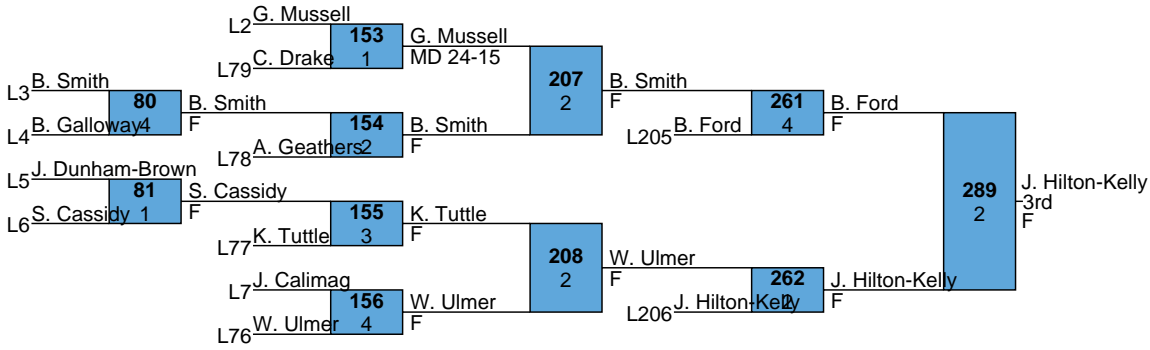 L2 G. Mussell
153
1
L79 C. Drake
G. Mussell
MD 24-15
L3 B. Smith
80
4
L4 B. Galloway
B. Smith
F
154
2
L78 A. Geathers
B. Smith
F
207
2
B. Smith
F
L5 J. Dunham-Brown
81
1
L6 S. Cassidy
S. Cassidy
F
155
3
L77 K. Tuttle
K. Tuttle
F
L7 J. Calimag
156
4
L76 W. Ulmer
W. Ulmer
F
208
2
W. Ulmer
F
261
4
L205 B. Ford
B. Ford
F
262
2
L206 J. Hilton-Kelly
J. Hilton-Kelly
F
289
2
J. Hilton-Kelly
3rd
F